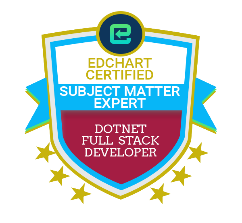 EDCHART
CERTIFIED
SUBJECT MATTER
EXPERT
DOTNET
FULL STACK
DEVELOPER